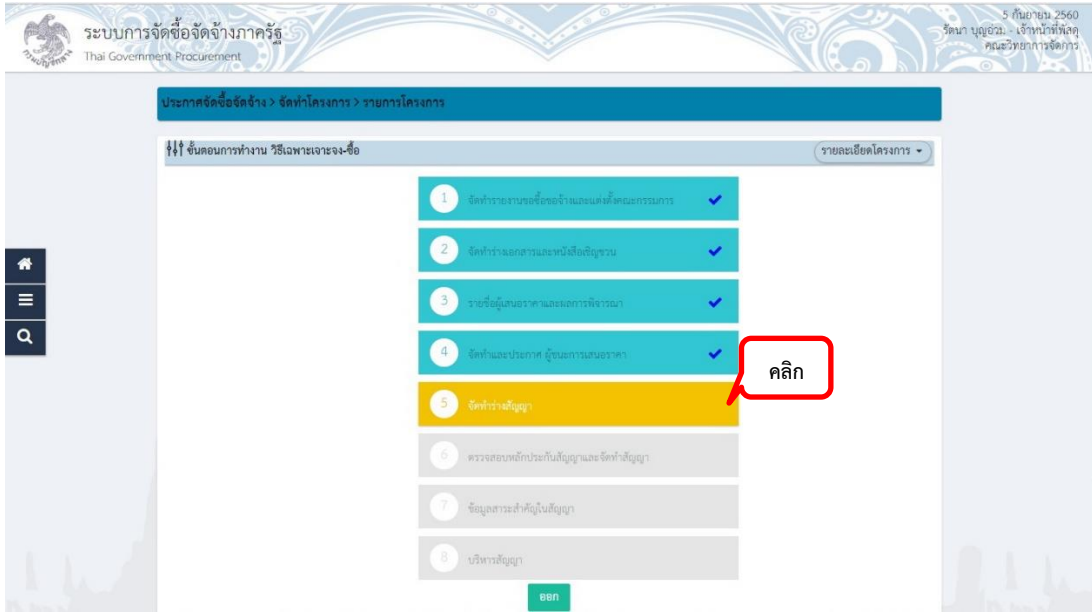 5 กันยายน 2560
ระบบการจัดซื้อจัดจ้างภาครัฐ
รัตนา บุญอ่วม - เจ้าหน้าที่พัสดุ
Thai Government Procurement
คณะวิทยาการจัดการ
ประกาศจัดซื้อจัดจ้าง > จัดทำโครงการ > รายการโครงการ
ขั้นตอนการทำงาน วิธีเฉพาะเจาะจง-ซื้อ
รายละเอียดโครงการ
1 จัดทำรายงานขอซื้อขอจ้างและแต่งตั้งคณะกรรมการ
2 จัดทำร่างเอกสารและหนังสือเชิญชวน
3 รายชื่อผู้เสนอราคาและผลการพิจารณา
4 จัดทำและประกาศ ผู้ชนะการเสนอราคา
คลิก
5 จัดทำร่างสัญญา
6 ตรวจสอบหลักประกันสัญญาและจัดทำสัญญา
7 ข้อมูลสาระสำคัญในสัญญา
8 บริหารสัญญา
ออก